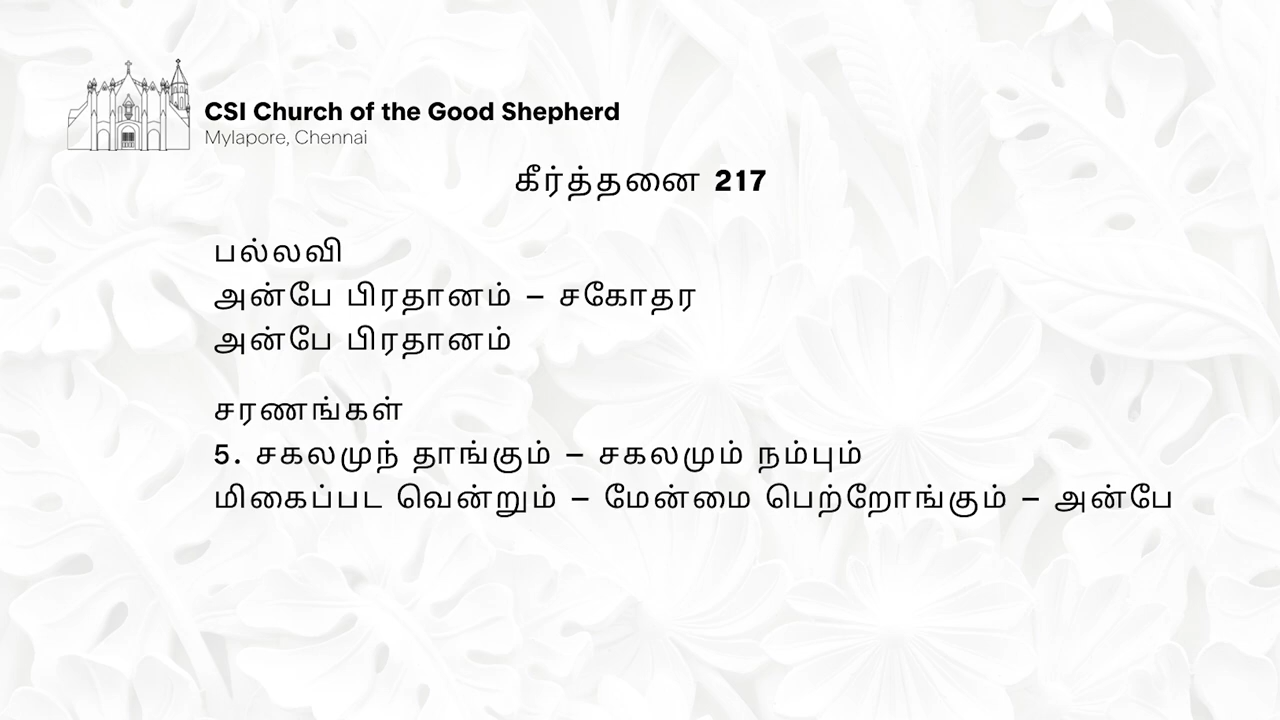 CSI Church of the Good Shepherd
Mylapore, Chennai
கீர்த்தனை 217
பல்லவி
அன்பே பிரதானம் – சகோதர
அன்பே பிரதானம்
சரணங்கள்
5. சகலமுந் தாங்கும் – சகலமும் நம்பும்
மிகைப்பட வென்றும் – மேன்மை பெற்றோங்கும் – அன்பே